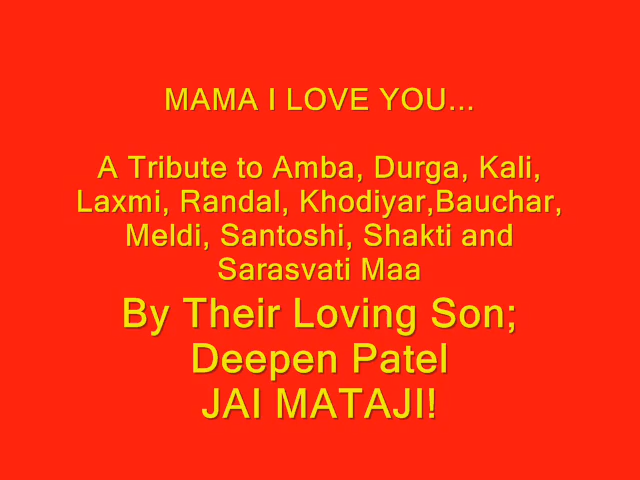 MAMA I LOVE YOU...
A Tribute to Amba, Durga, Kali,
Laxmi, Randal, Khodiyar,Bauchar,
Meldi, Santoshi, Shakti and
Sarasvati Maa
By Their Loving Son;
Deepen Patel
JAI MATAJI!